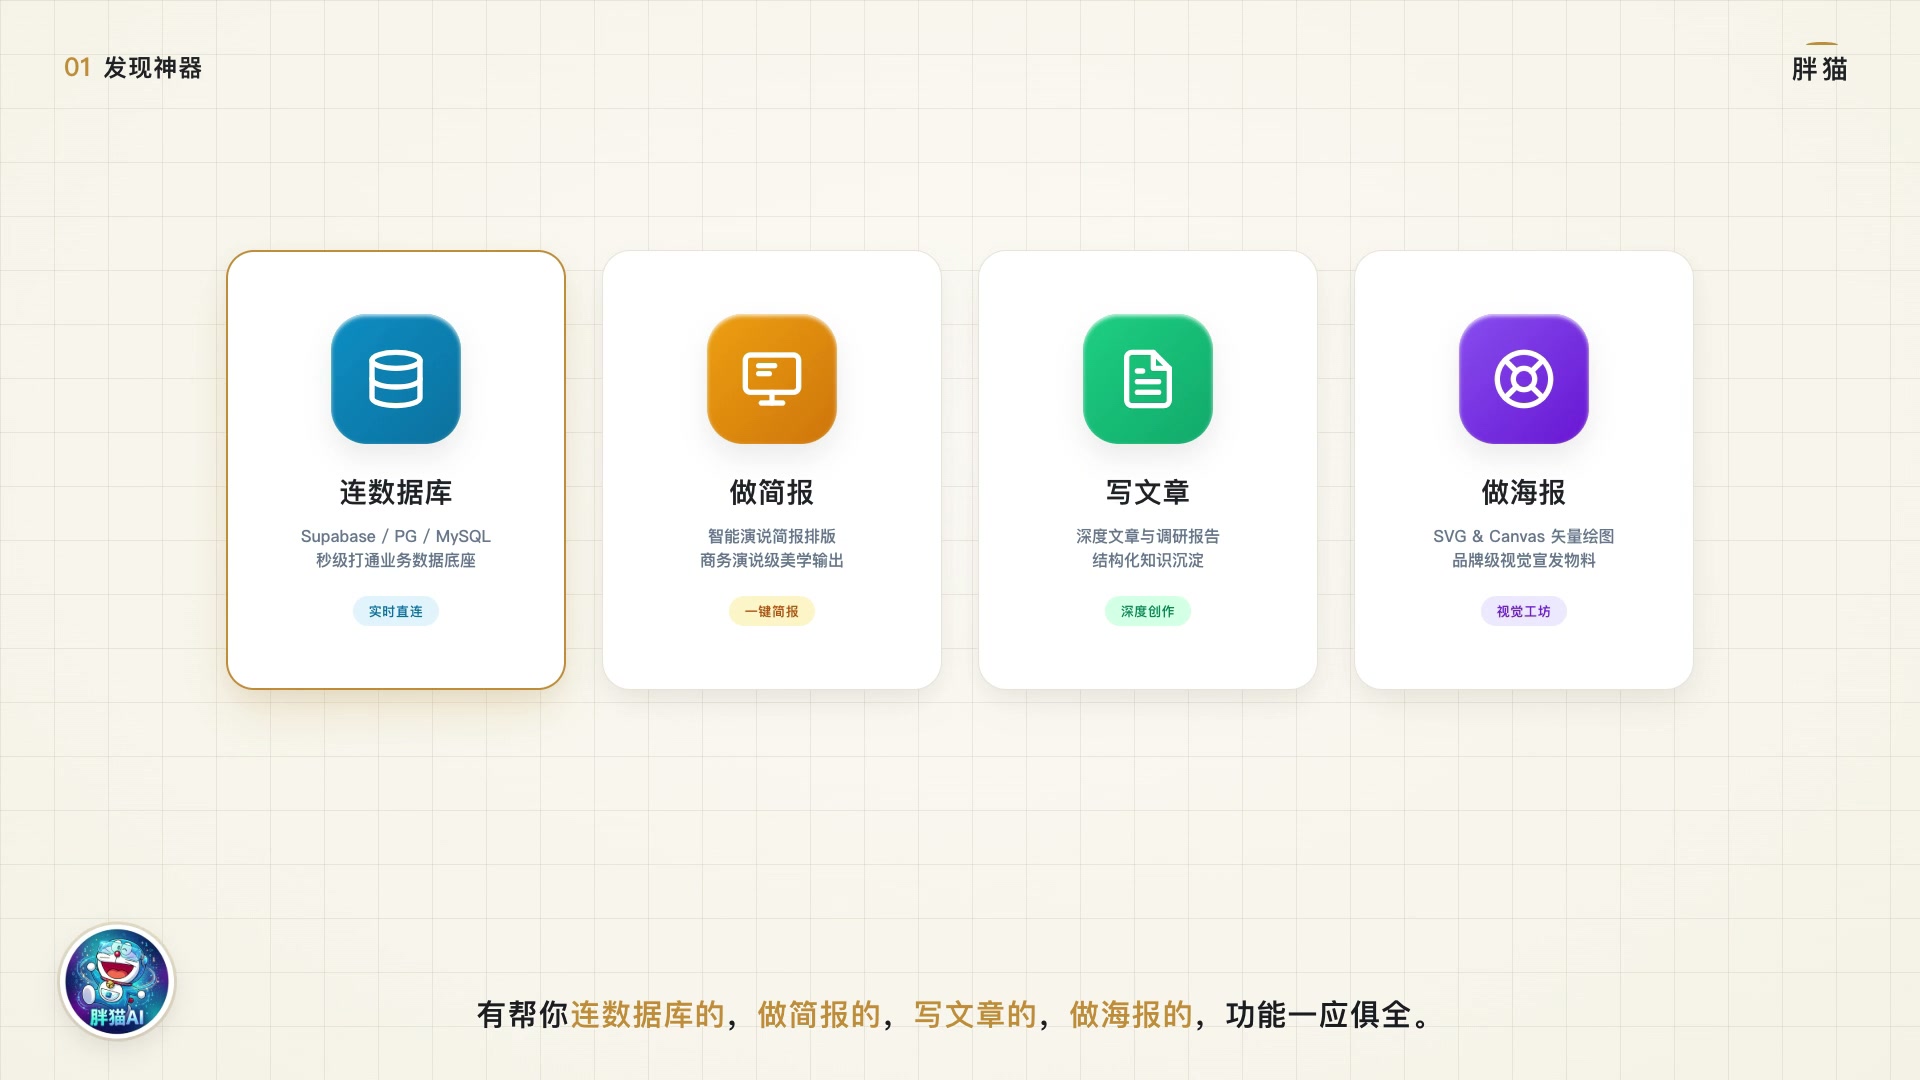 01 发现神器
胖猫
连数据库
Supabase / PG / MySQL
秒级打通业务数据底座
实时直连
做简报
智能演说简报排版
商务演说级美学输出
一键简报
写文章
深度文章与调研报告
结构化知识沉淀
深度创作
做海报
SVG & Canvas 矢量绘图
品牌级视觉宣发物料
视觉工坊
胖猫AI
有帮你连数据库的，做简报的，写文章的，做海报的，功能一应俱全。